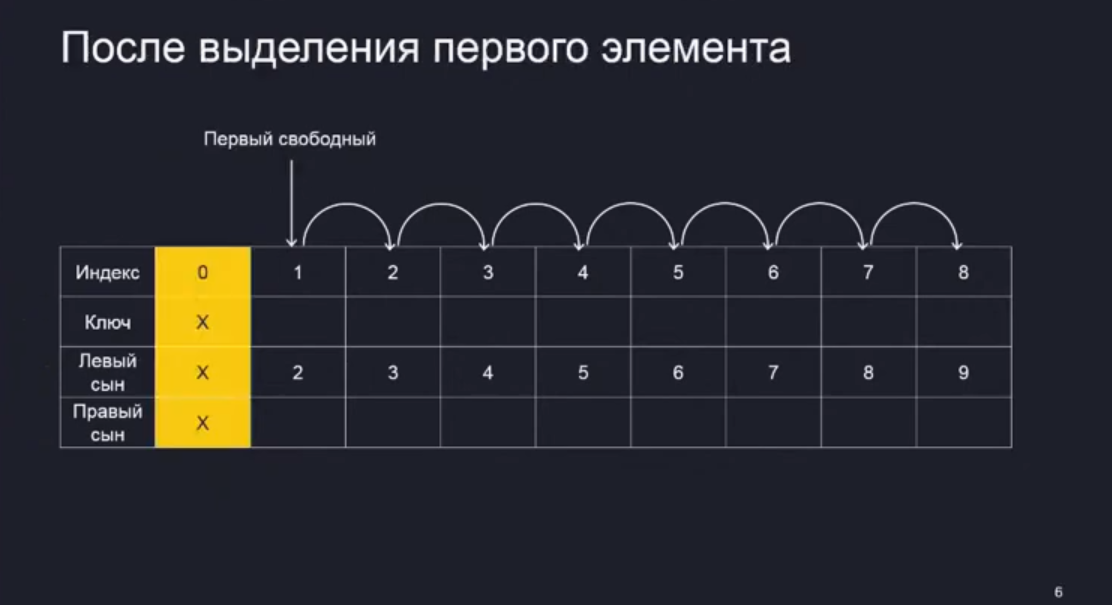 После выделения первого элемента
Первый свободный
Индекс 0 1 2 3 4 5 6 7 8
Ключ X
Левый
сын X 2 3 4 5 6 7 8 9
Правый
сын X
6